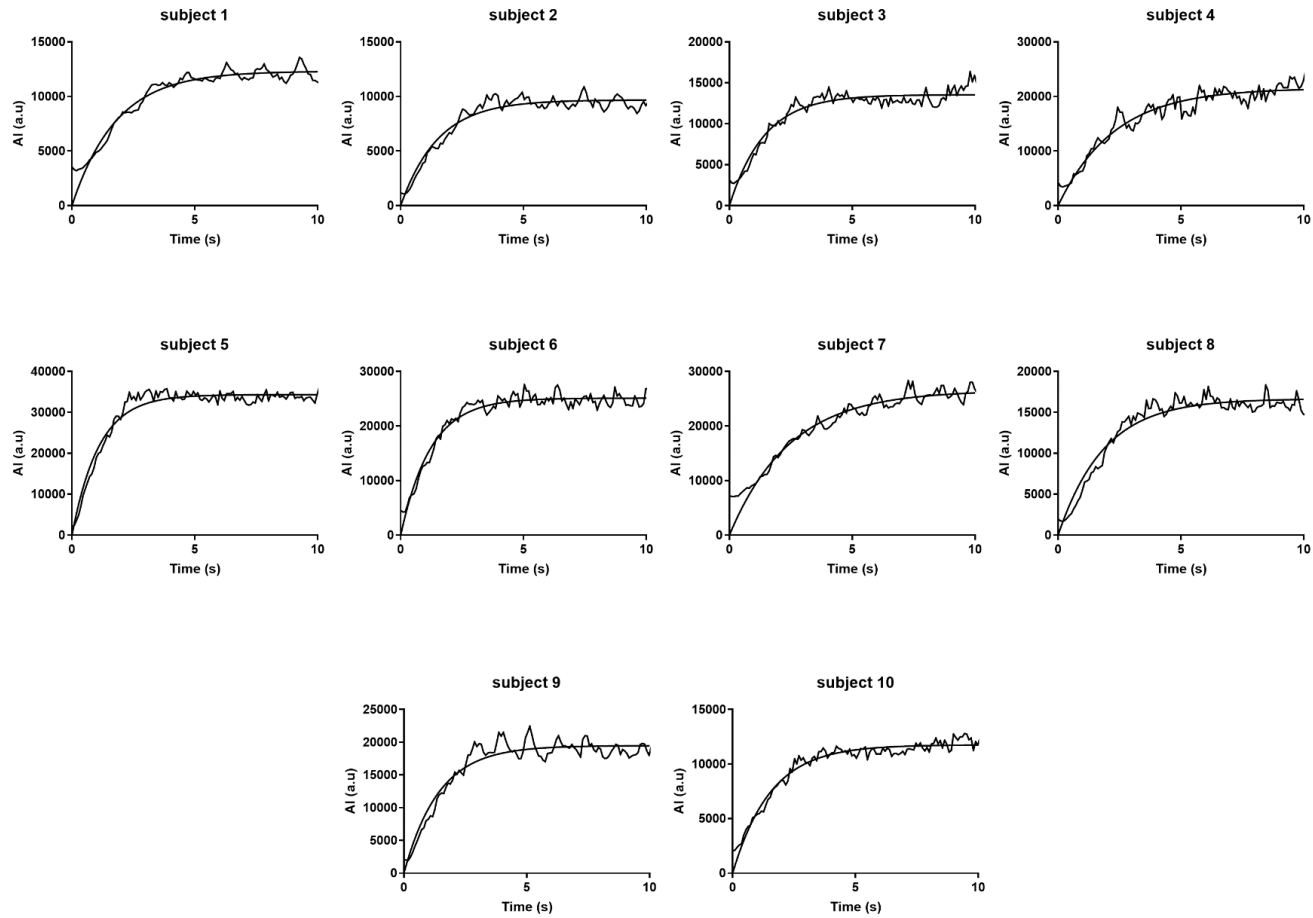 subject 1
subject 2
subject 3
subject 4
15000
10000
5000
0
AI (a.u)
0
5
10
Time (s)
15000
10000
5000
0
AI (a.u)
0
5
10
Time (s)
20000
15000
10000
5000
0
AI (a.u)
0
5
10
Time (s)
30000
20000
10000
0
AI (a.u)
0
5
10
Time (s)
subject 5
subject 6
subject 7
subject 8
40000
30000
20000
10000
0
AI (a.u)
0
5
10
Time (s)
30000
20000
10000
0
AI (a.u)
0
5
10
Time (s)
30000
20000
10000
0
AI (a.u)
0
5
10
Time (s)
20000
15000
10000
5000
0
AI (a.u)
0
5
10
Time (s)
subject 9
subject 10
25000
20000
15000
10000
5000
0
AI (a.u)
0
5
10
Time (s)
15000
10000
5000
0
AI (a.u)
0
5
10
Time (s)